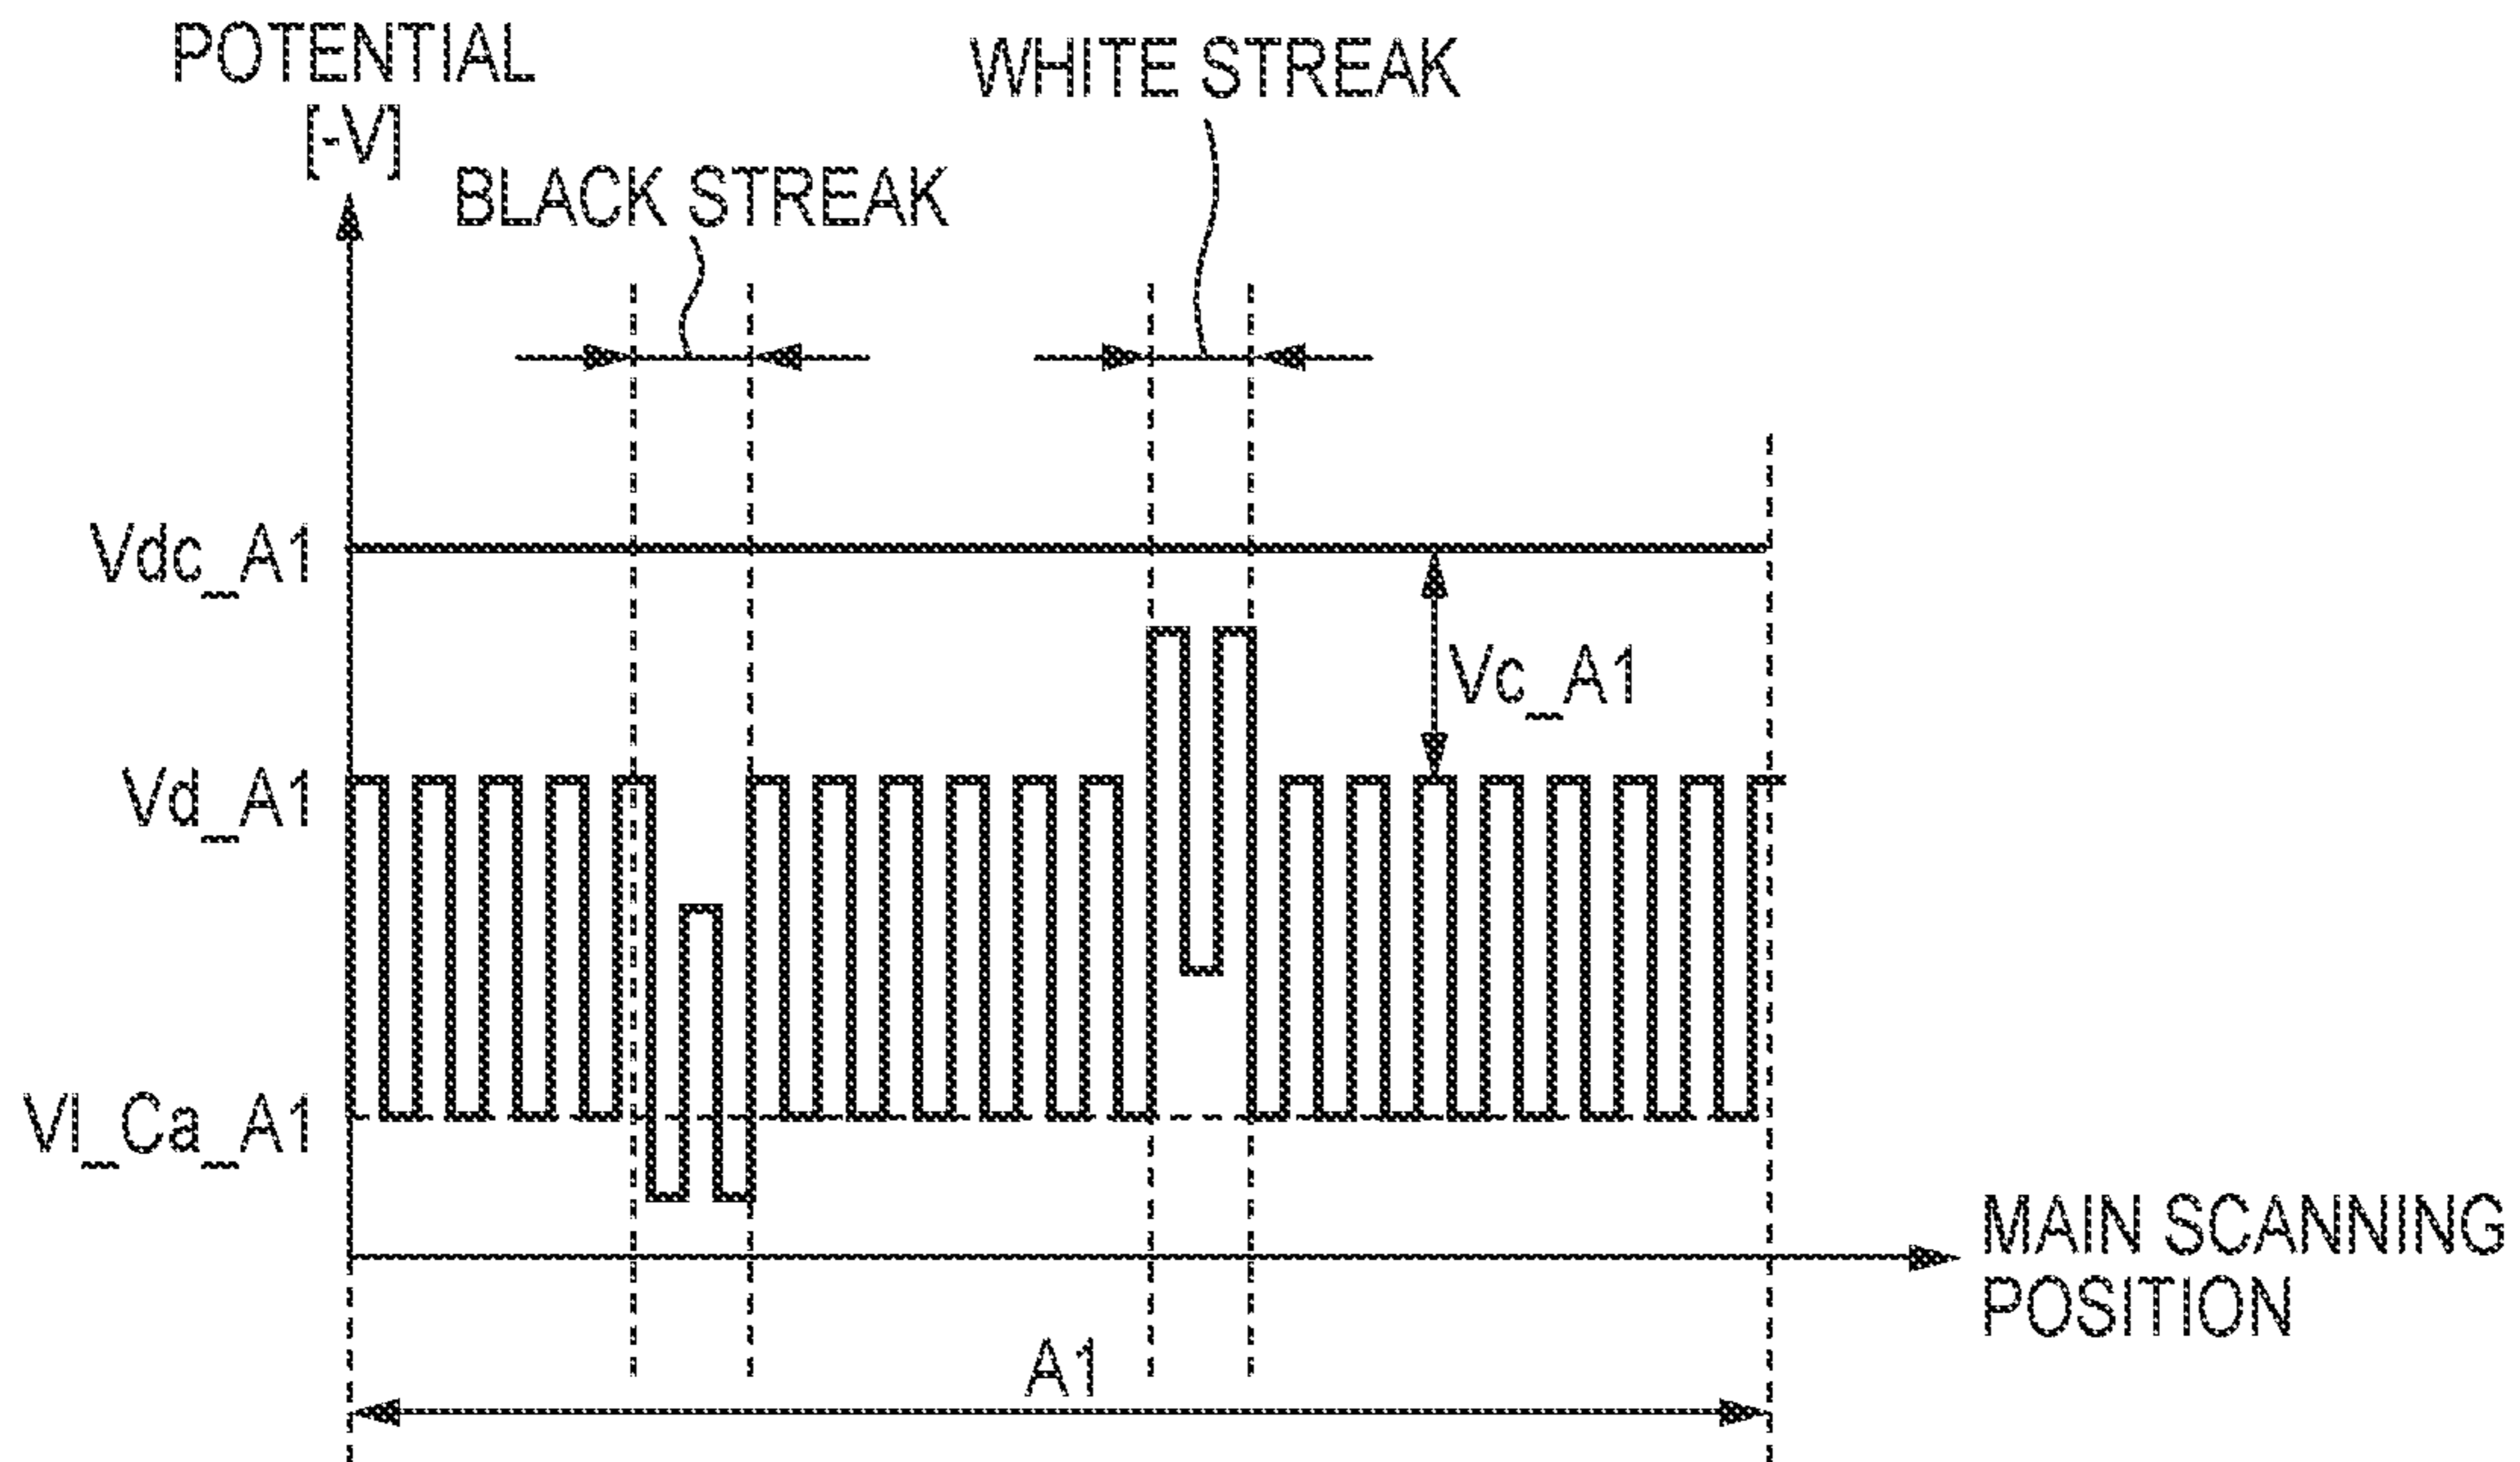 POTENTIAL
[-V]
WHITE STREAK
BLACK STREAK
Vdc_A1
Vc_A1
Vd_A1
Vl_Ca_A1
MAIN SCANNING
POSITION
A1